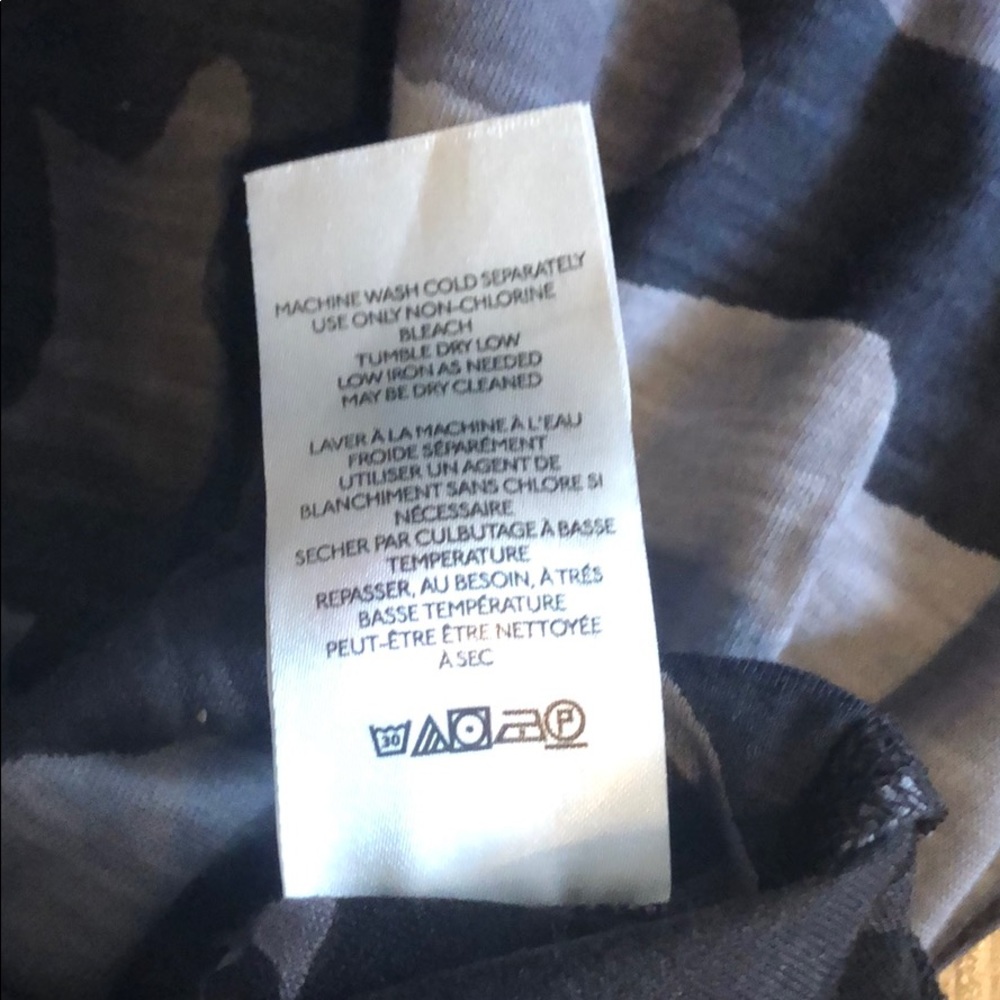 MACHINE WASH COLD SEPARATELY
USE ONLY NON-CHLORINE
BLEACH
TUMBLE DRY LOW
LOW IRON AS NEEDED
MAY BE DRY CLEANED
LAVER À LA MACHINE À L'EAU
FROIDE SÉPARÉMENT
UTILISER UN AGENT DE
BLANCHIMENT SANS CHLORE SI
NÉCESSAIRE
SECHER PAR CULBUTAGE À BASSE
TEMPERATURE
REPASSER, AU BESOIN, À TRÉS
BASSE TEMPÉRATURE
PEUT-ÊTRE ÊTRE NETTOYÉE
À SEC
30 P